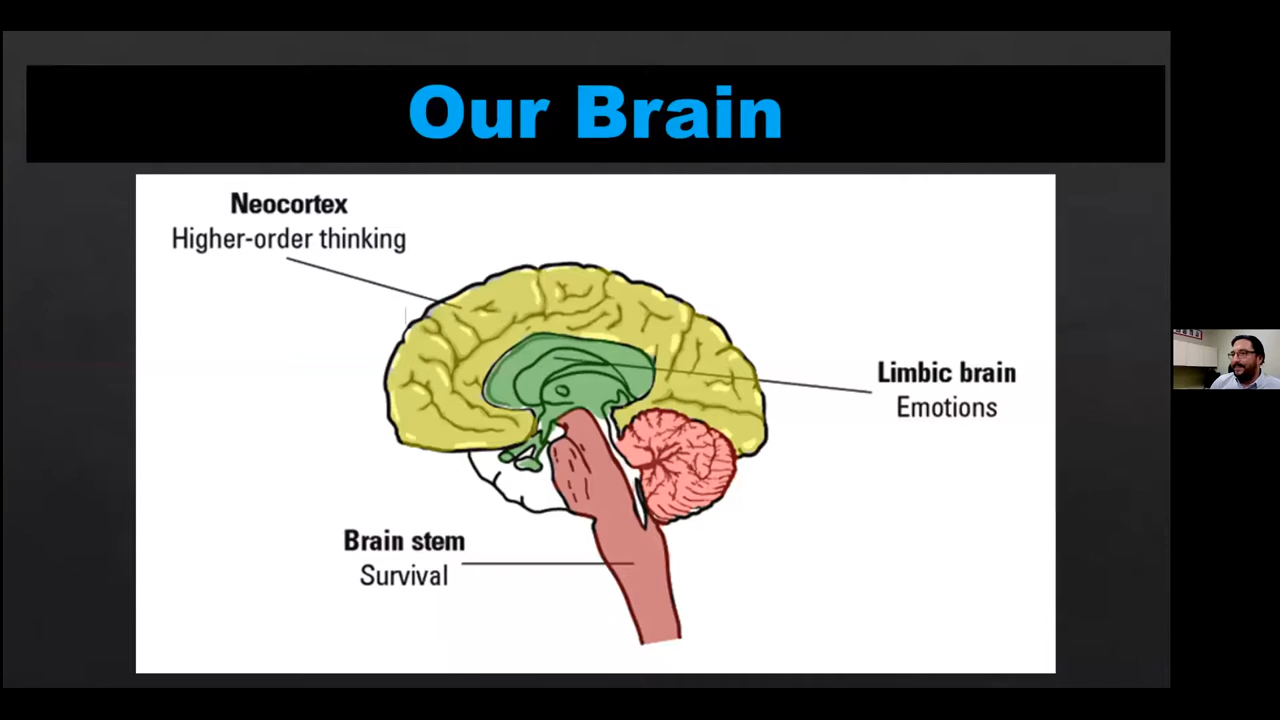 Our Brain
Neocortex
Higher-order thinking
Limbic brain
Emotions
Brain stem
Survival